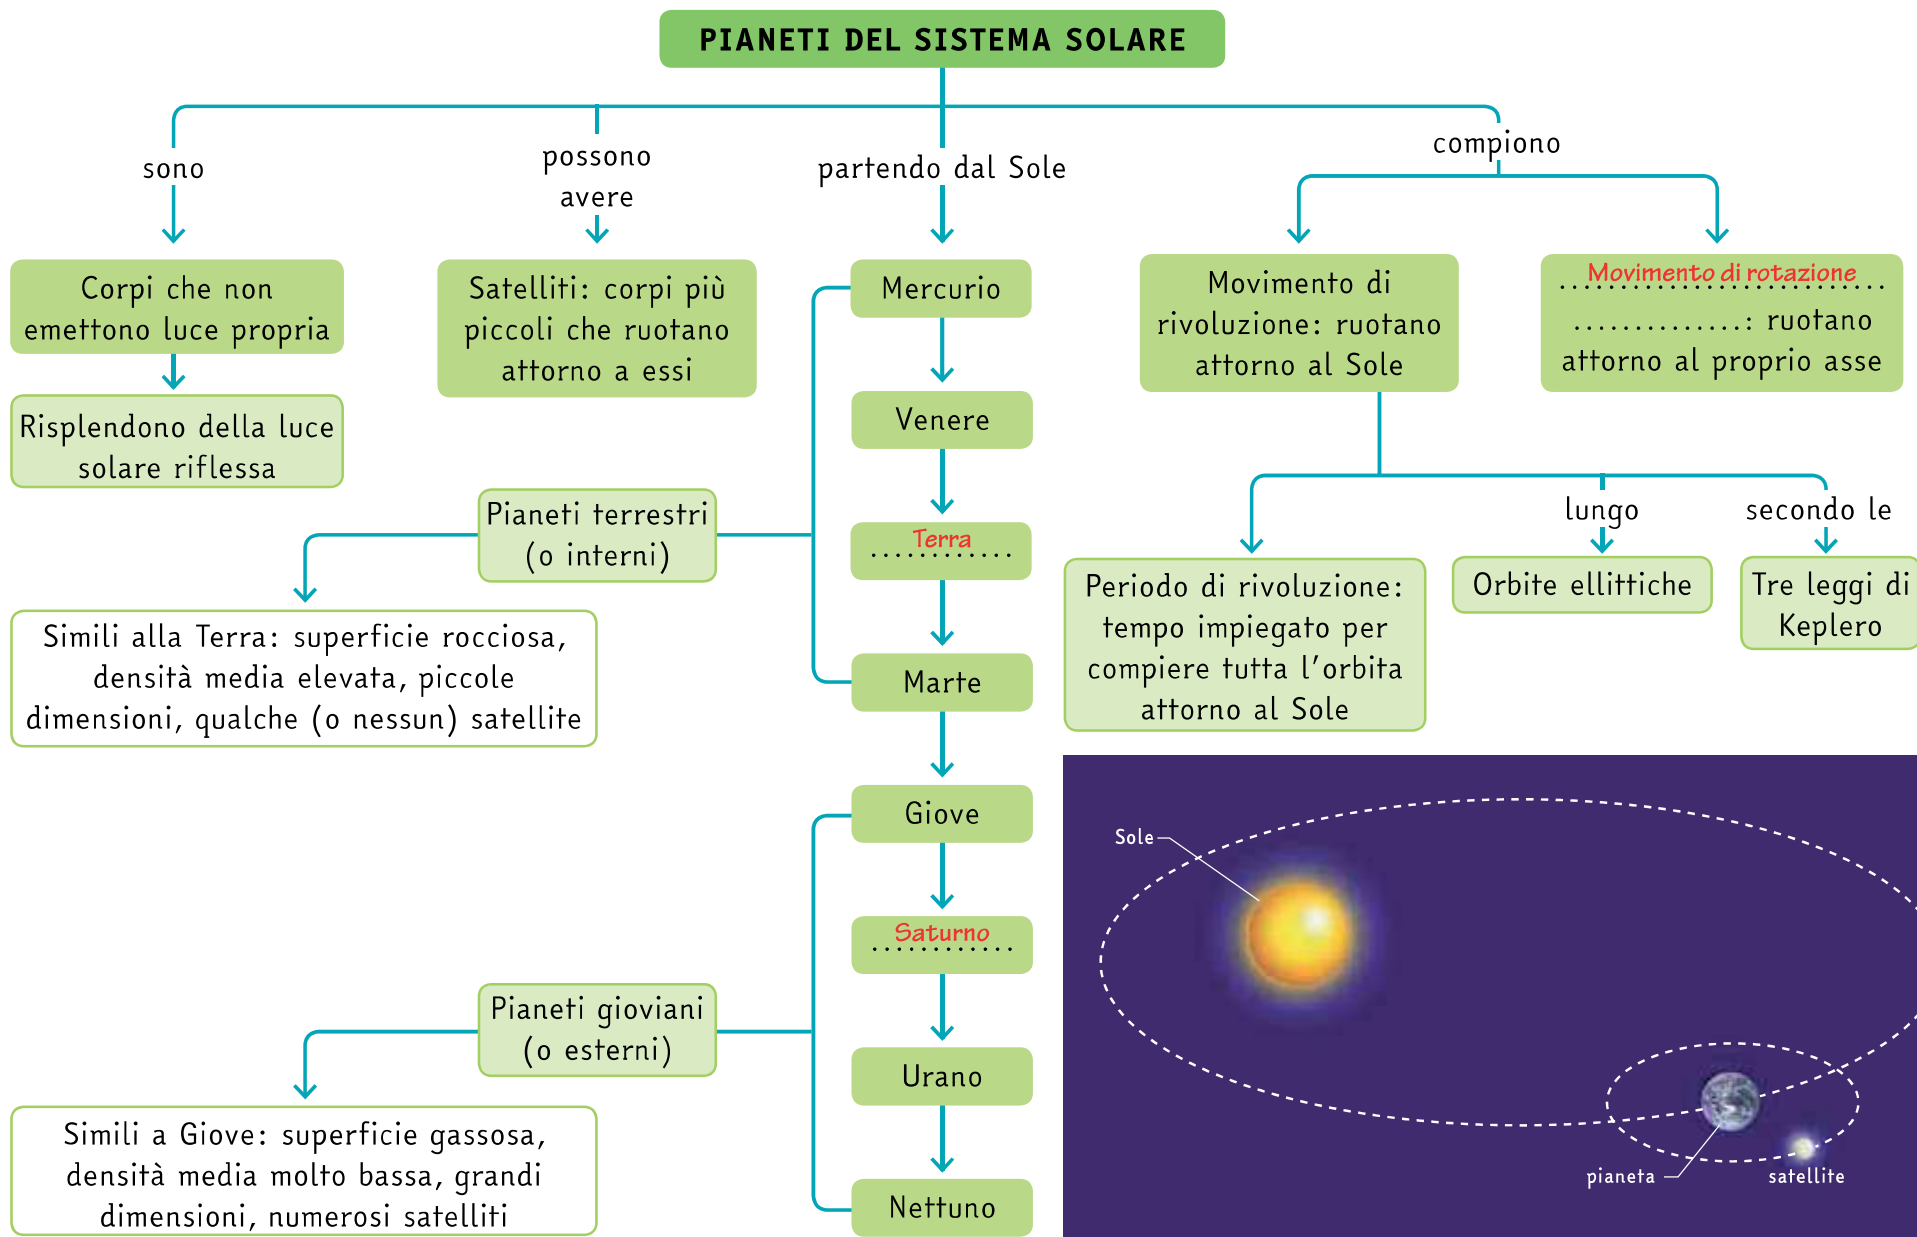 PIANETI DEL SISTEMA SOLARE
sono
Corpi che non
emettono luce propria
Risplendono della luce
solare riflessa
possono
avere
Satelliti: corpi più
piccoli che ruotano
attorno a essi
partendo dal Sole
Mercurio
Venere
Terra
............
Marte
Giove
Saturno
............
Urano
Nettuno
Pianeti terrestri
(o interni)
Simili alla Terra: superficie rocciosa,
densità media elevata, piccole
dimensioni, qualche (o nessun) satellite
Pianeti gioviani
(o esterni)
Simili a Giove: superficie gassosa,
densità media molto bassa, grandi
dimensioni, numerosi satelliti
compiono
Movimento di
rivoluzione: ruotano
attorno al Sole
Movimento di rotazione
...........................
..............: ruotano
attorno al proprio asse
Periodo di rivoluzione:
tempo impiegato per
compiere tutta l'orbita
attorno al Sole
lungo
Orbite ellittiche
secondo le
Tre leggi di
Keplero
Sole
pianeta
satellite